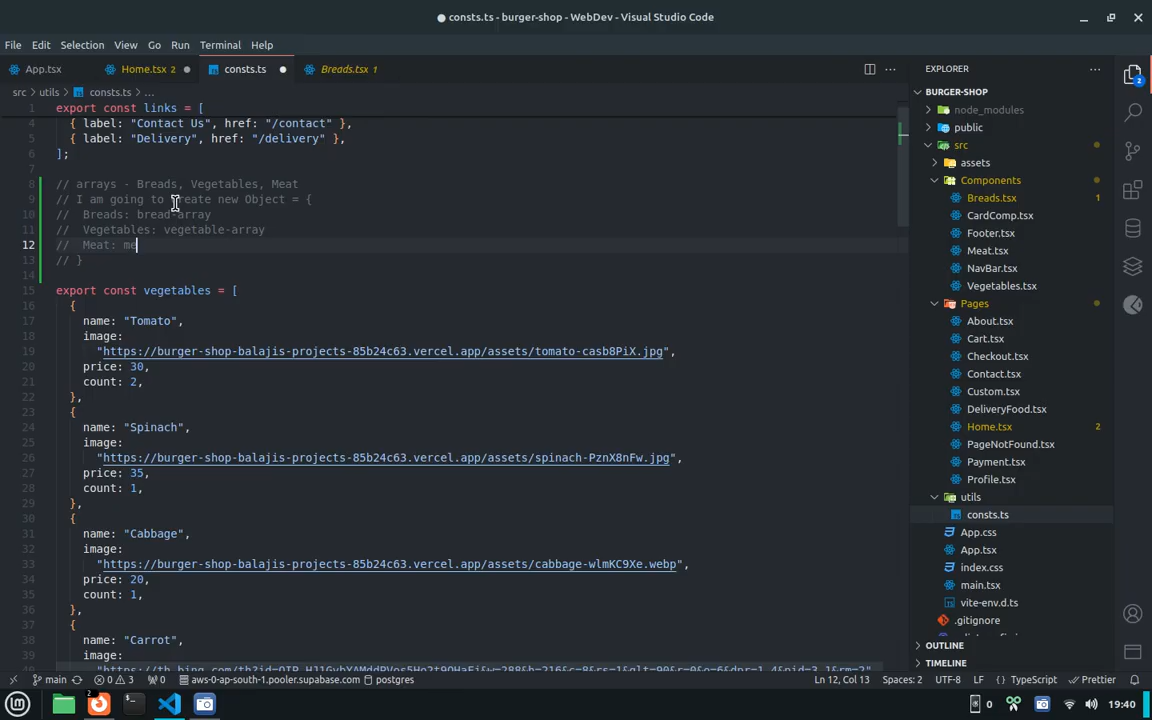 consts.ts - burger-shop - WebDev - Visual Studio Code
File Edit Selection View Go Run Terminal Help
App.tsx Home.tsx 2 consts.ts Breads.tsx 1
src > utils > consts.ts > ...
1 export const links = [
4 { label: "Contact Us", href: "/contact" },
5 { label: "Delivery", href: "/delivery" },
6 ];
7
8 // arrays - Breads, Vegetables, Meat
9 // I am going to create new Object = {
10 // Breads: bread-array
11 // Vegetables: vegetable-array
12 // Meat: me
13 // }
14
15 export const vegetables = [
16 {
17 name: "Tomato",
18 image:
19 "https://burger-shop-balajis-projects-85b24c63.vercel.app/assets/tomato-casb8PiX.jpg",
20 price: 30,
21 count: 2,
22 },
23 {
24 name: "Spinach",
25 image:
26 "https://burger-shop-balajis-projects-85b24c63.vercel.app/assets/spinach-PznX8nFw.jpg",
27 price: 35,
28 count: 1,
29 },
30 {
31 name: "Cabbage",
32 image:
33 "https://burger-shop-balajis-projects-85b24c63.vercel.app/assets/cabbage-wlmKC9Xe.webp",
34 price: 20,
35 count: 1,
36 },
37 {
38 name: "Carrot",
39 image:
EXPLORER
BURGER-SHOP
node_modules
public
src
assets
Components
Breads.tsx 1
CardComp.tsx
Footer.tsx
Meat.tsx
NavBar.tsx
Vegetables.tsx
Pages
About.tsx
Cart.tsx
Checkout.tsx
Contact.tsx
Custom.tsx
DeliveryFood.tsx
Home.tsx 2
PageNotFound.tsx
Payment.tsx
Profile.tsx
utils
consts.ts
App.css
App.tsx
index.css
main.tsx
vite-env.d.ts
.gitignore
OUTLINE
TIMELINE
2
main 0 3 0 aws-0-ap-south-1.pooler.supabase.com postgres Ln 12, Col 13 Spaces: 2 UTF-8 LF {} TypeScript Prettier
2 0 19:40